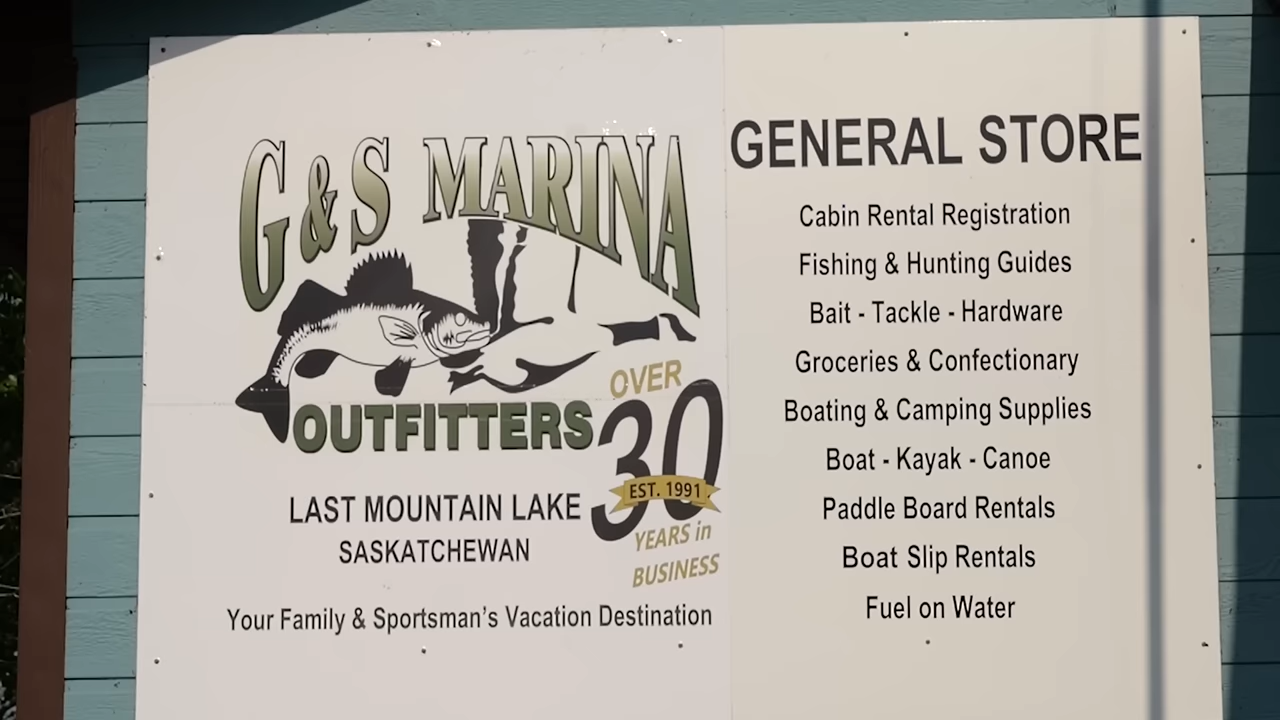 G&S MARINA
OUTFITTERS
OVER
30
EST. 1991
YEARS in
BUSINESS
LAST MOUNTAIN LAKE
SASKATCHEWAN
Your Family & Sportsman's Vacation Destination
GENERAL STORE
Cabin Rental Registration
Fishing & Hunting Guides
Bait - Tackle - Hardware
Groceries & Confectionary
Boating & Camping Supplies
Boat - Kayak - Canoe
Paddle Board Rentals
Boat Slip Rentals
Fuel on Water